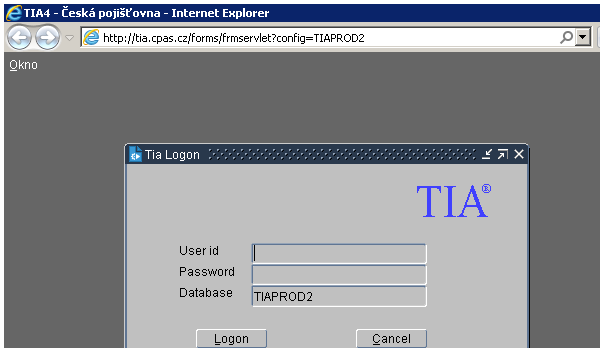 TIA4 - Česká pojišťovna - Internet Explorer
http://tia.cpas.cz/forms/frmservlet?config=TIAPROD2
Okno
Tia Logon
TIA®
User id
Password
Database TIAPROD2
Logon Cancel